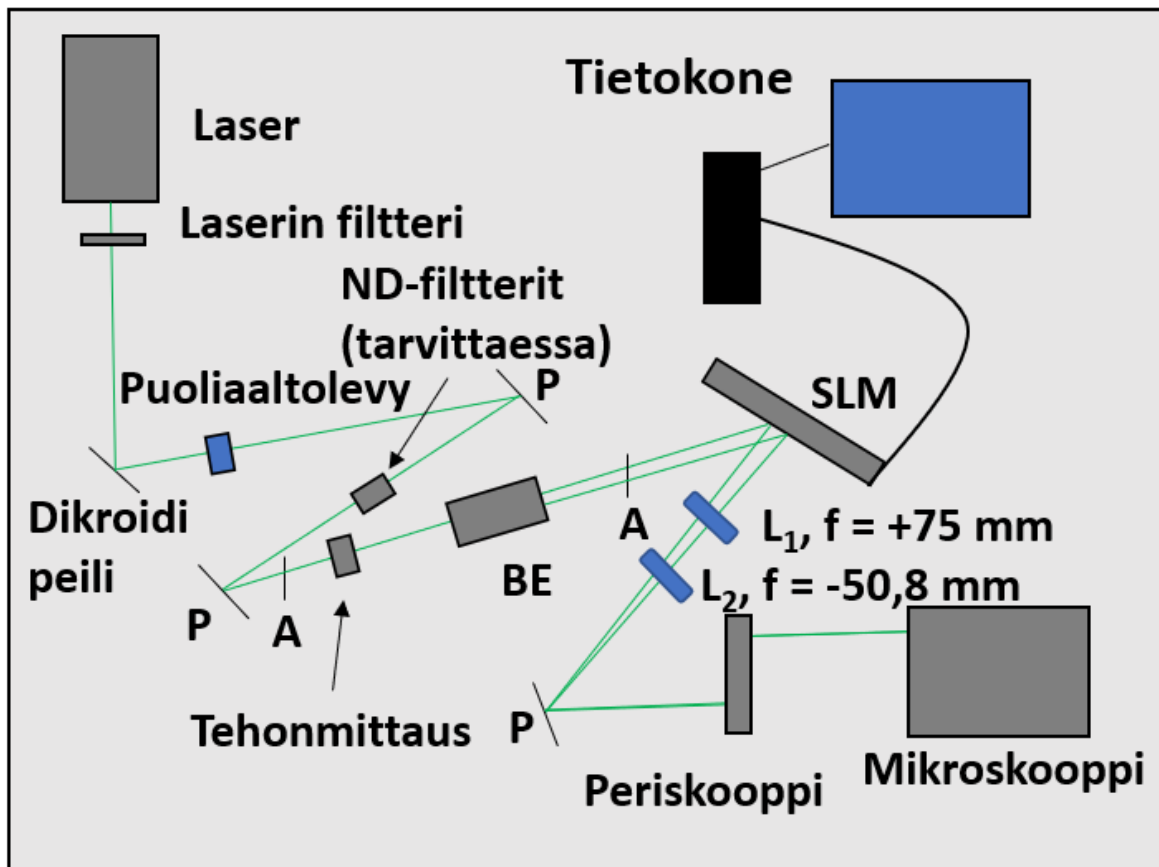 Tietokone
Laser
Laserin filtteri
ND-filtterit
(tarvittaessa)
Puoliaaltolevy
P
SLM
Dikroidi
peili
A
L₁, f = +75 mm
BE
L₂, f = -50,8 mm
P
A
Tehonmittaus
P
Periskooppi
Mikroskooppi